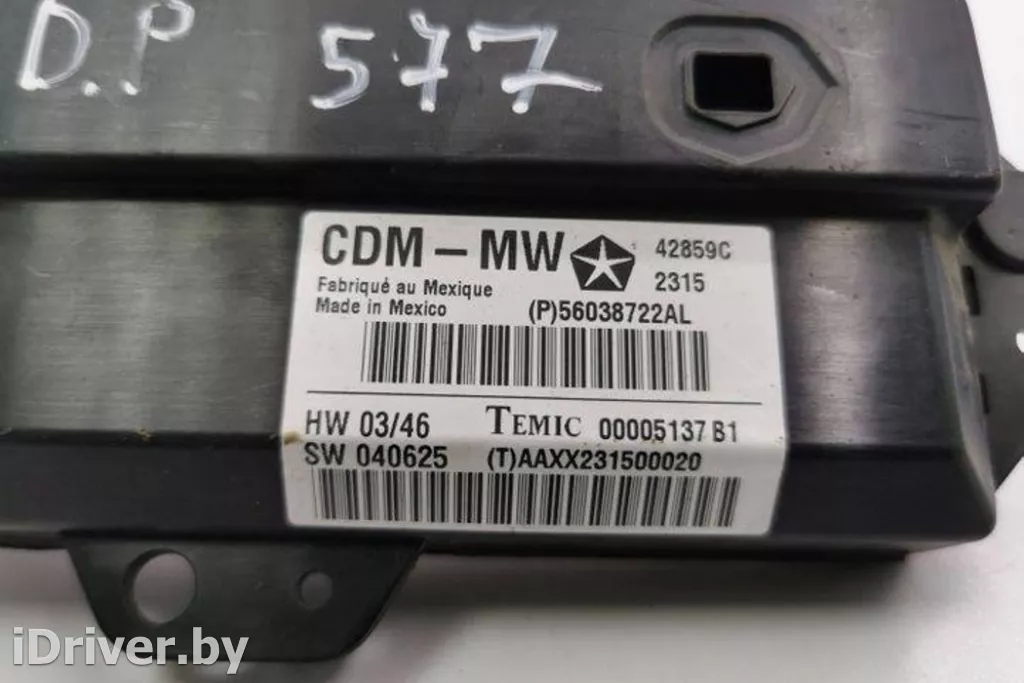 D.P 577
CDM – MW 42859C
Fabriqué au Mexique 2315
Made in Mexico (P)56038722AL
HW 03/46 TEMIC 00005137 B1
SW 040625 (T)AAXX231500020
iDriver.by